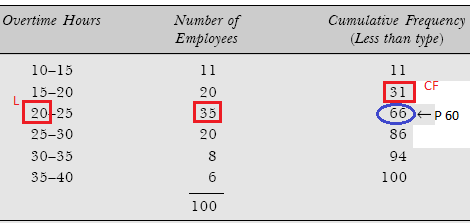 Overtime Hours Number of Employees Cumulative Frequency (Less than type)
10–15 11 11
15–20 20 31 CF
L 20–25 35 66 ← P 60
25–30 20 86
30–35 8 94
35–40 6 100
100